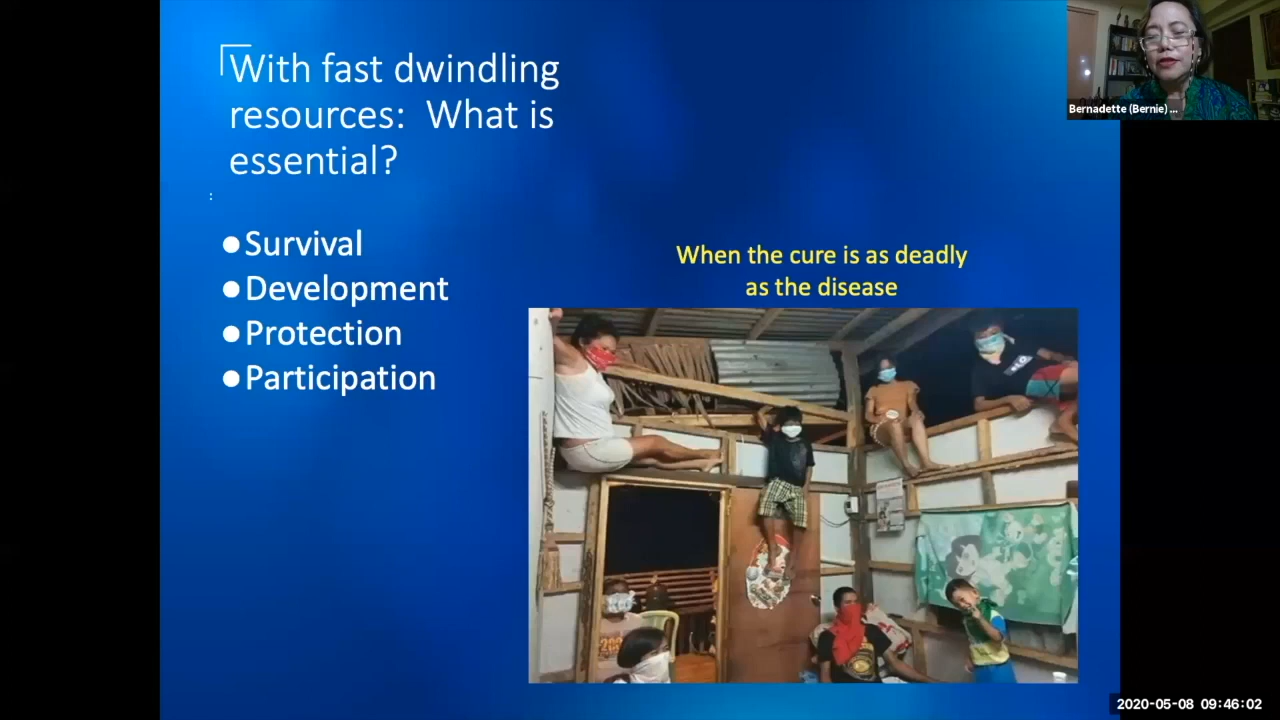 With fast dwindling
resources: What is
essential?
:
●Survival
●Development
●Protection
●Participation
When the cure is as deadly
as the disease
Bernadette (Bernie) ...
2020-05-08 09:46:02